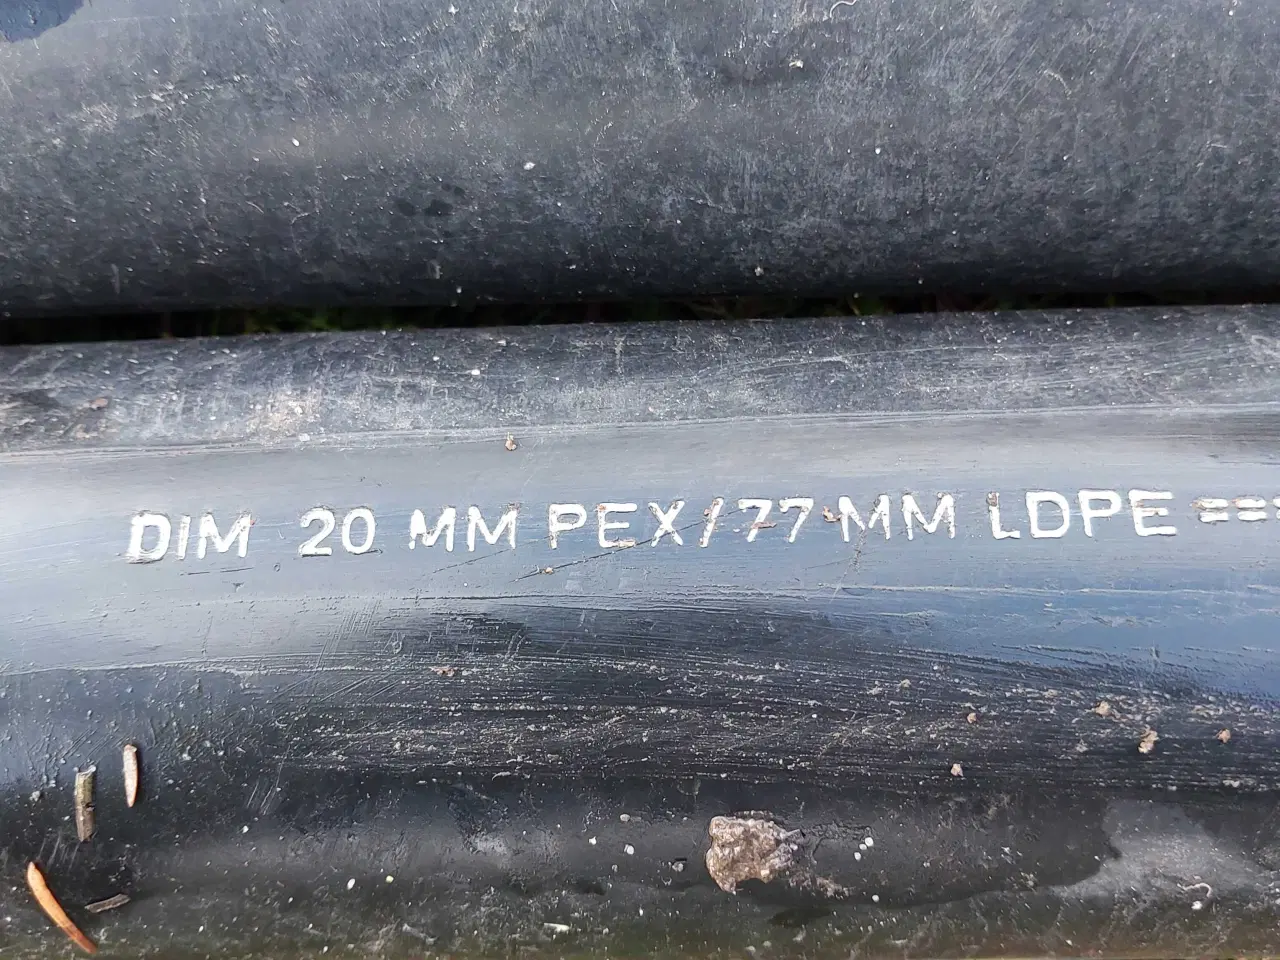 DIM 20 MM PEX/77 MM LDPE ===